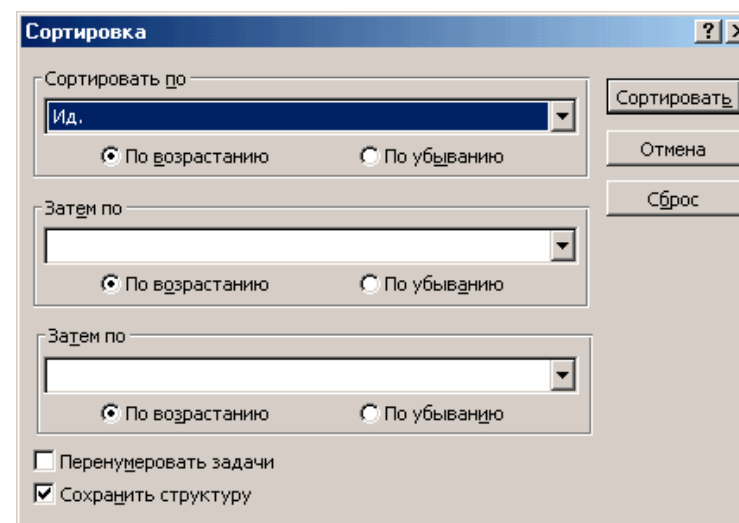 Сортировка
Сортировать по
Ид.
По возрастанию По убыванию
Затем по
По возрастанию По убыванию
Затем по
По возрастанию По убыванию
Перенумеровать задачи
Сохранить структуру
Сортировать
Отмена
Сброс